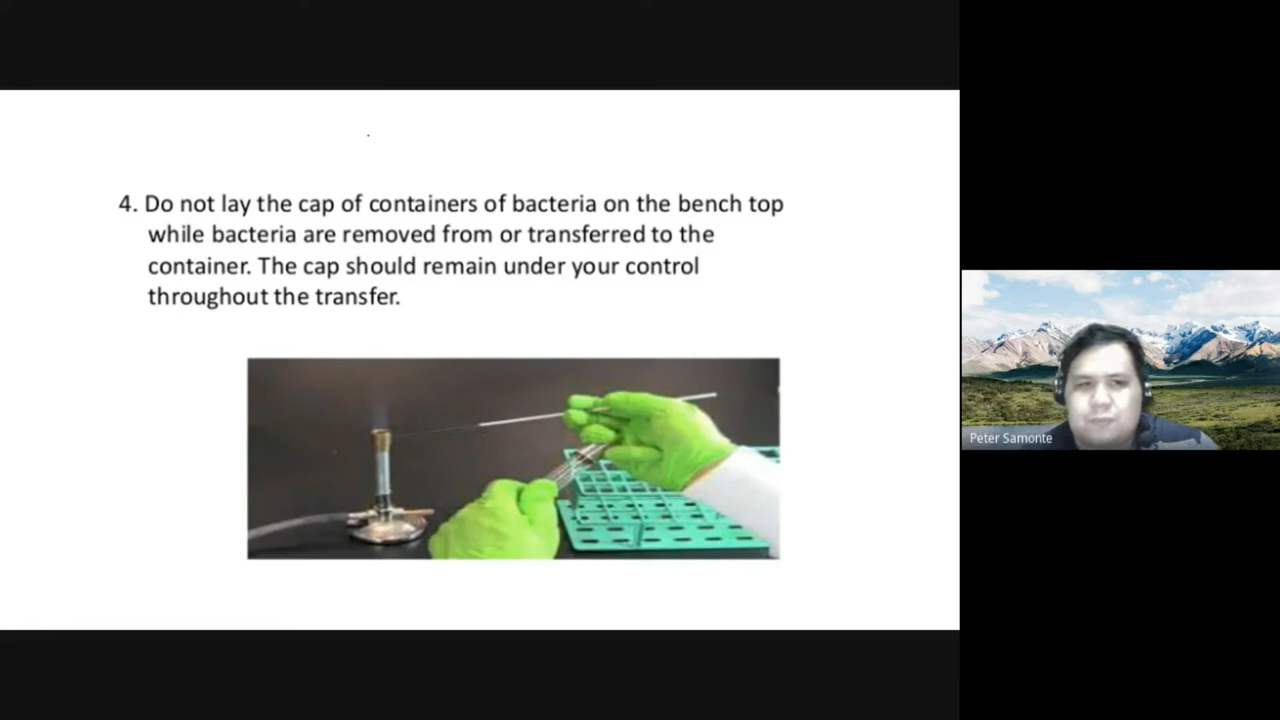 4. Do not lay the cap of containers of bacteria on the bench top
while bacteria are removed from or transferred to the
container. The cap should remain under your control
throughout the transfer.
Peter Samonte